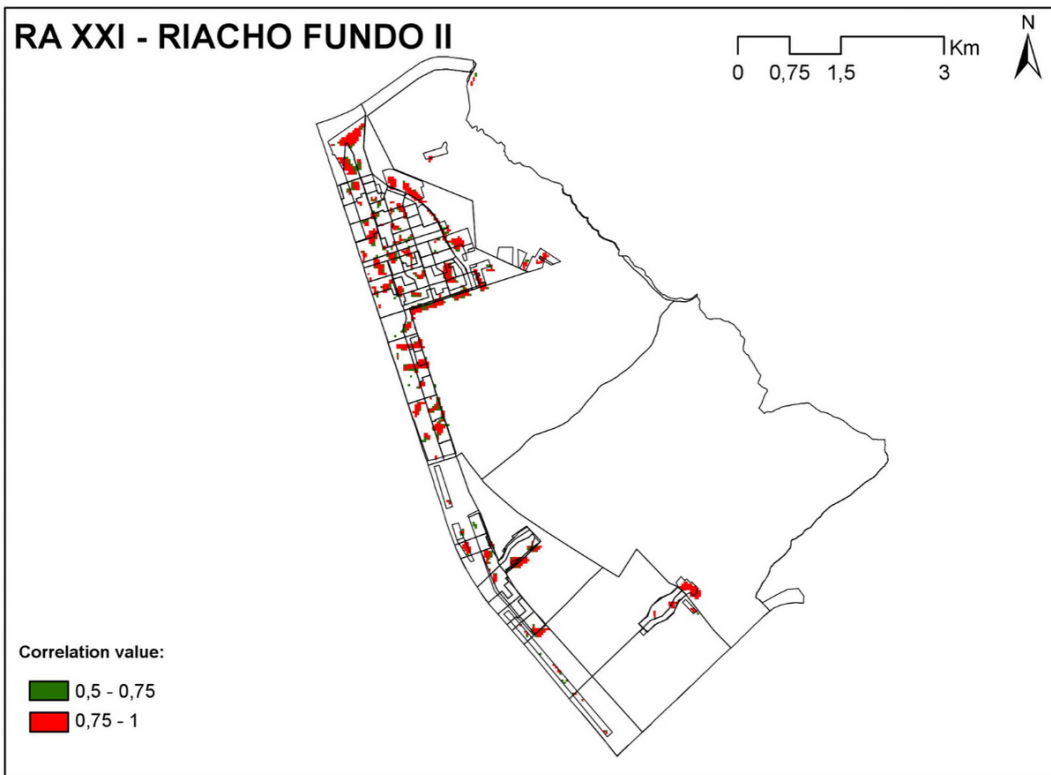 RA XXI - RIACHO FUNDO II
N
Km
0 0,75 1,5 3
Correlation value:
0,5 - 0,75
0,75 - 1